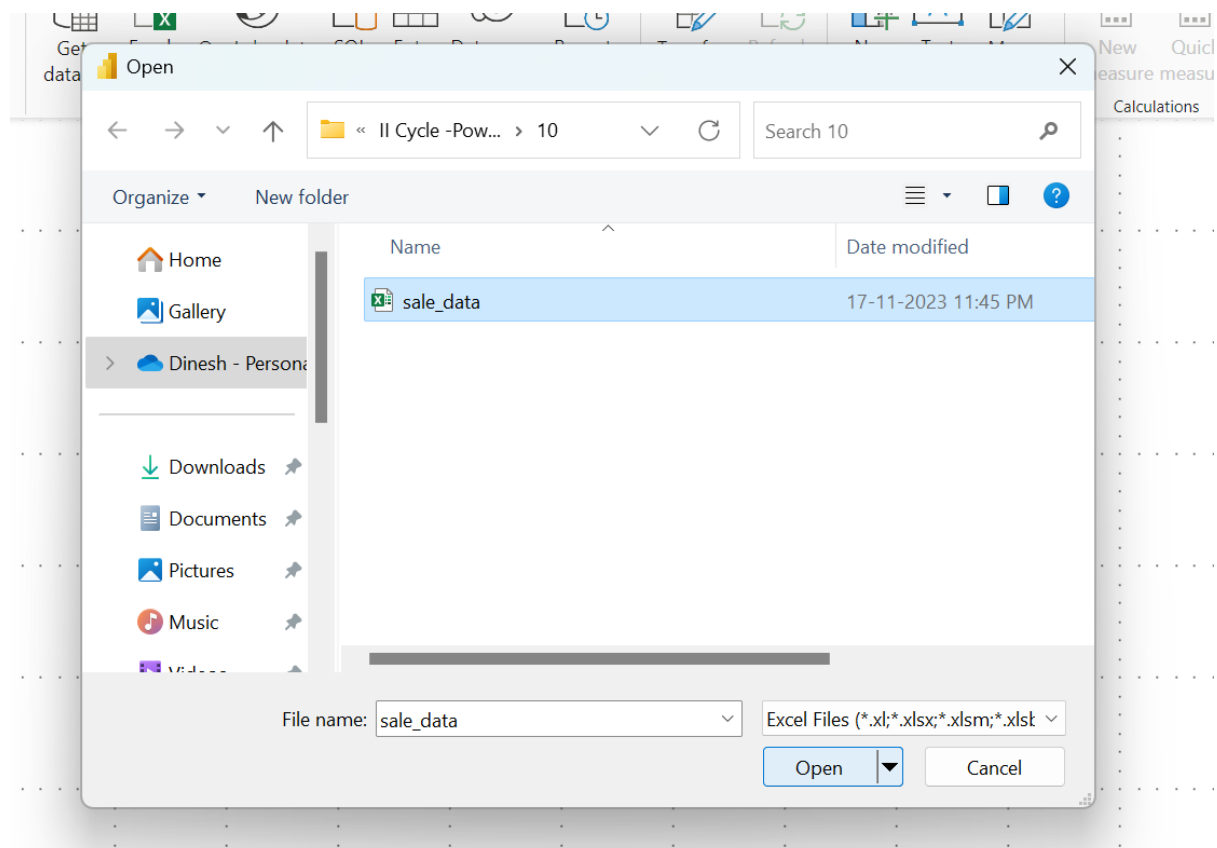 Get
data
New Quick
measure measu
Calculations
Open
« II Cycle -Pow... > 10
Search 10
Organize
New folder
Name
Date modified
Home
Gallery
Dinesh - Persona
sale_data
17-11-2023 11:45 PM
Downloads
Documents
Pictures
Music
File name: sale_data
Excel Files (*.xl;*.xlsx;*.xlsm;*.xlsb
Open
Cancel